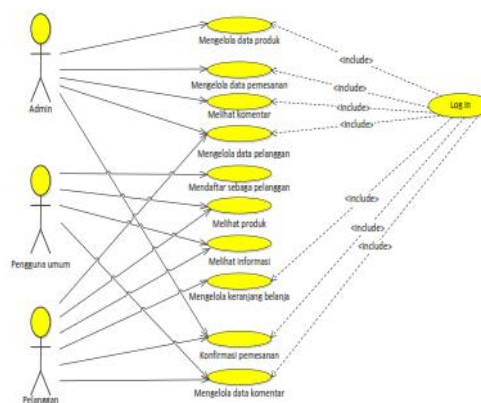 Mengelola data produk
<include>
Admin
Mengelola data pemesanan
<include>
Melihat komentar
<include>
Log in
<include>
Mengelola data pelanggan
Mendaftar sebaga pelanggan
Melihat produk
<include>
Pengguna umum
Melihat informasi
<include>
<include>
Mengelola keranjang belanja
Konfirmasi pemesanan
Pelanggan
Mengelola data komentar